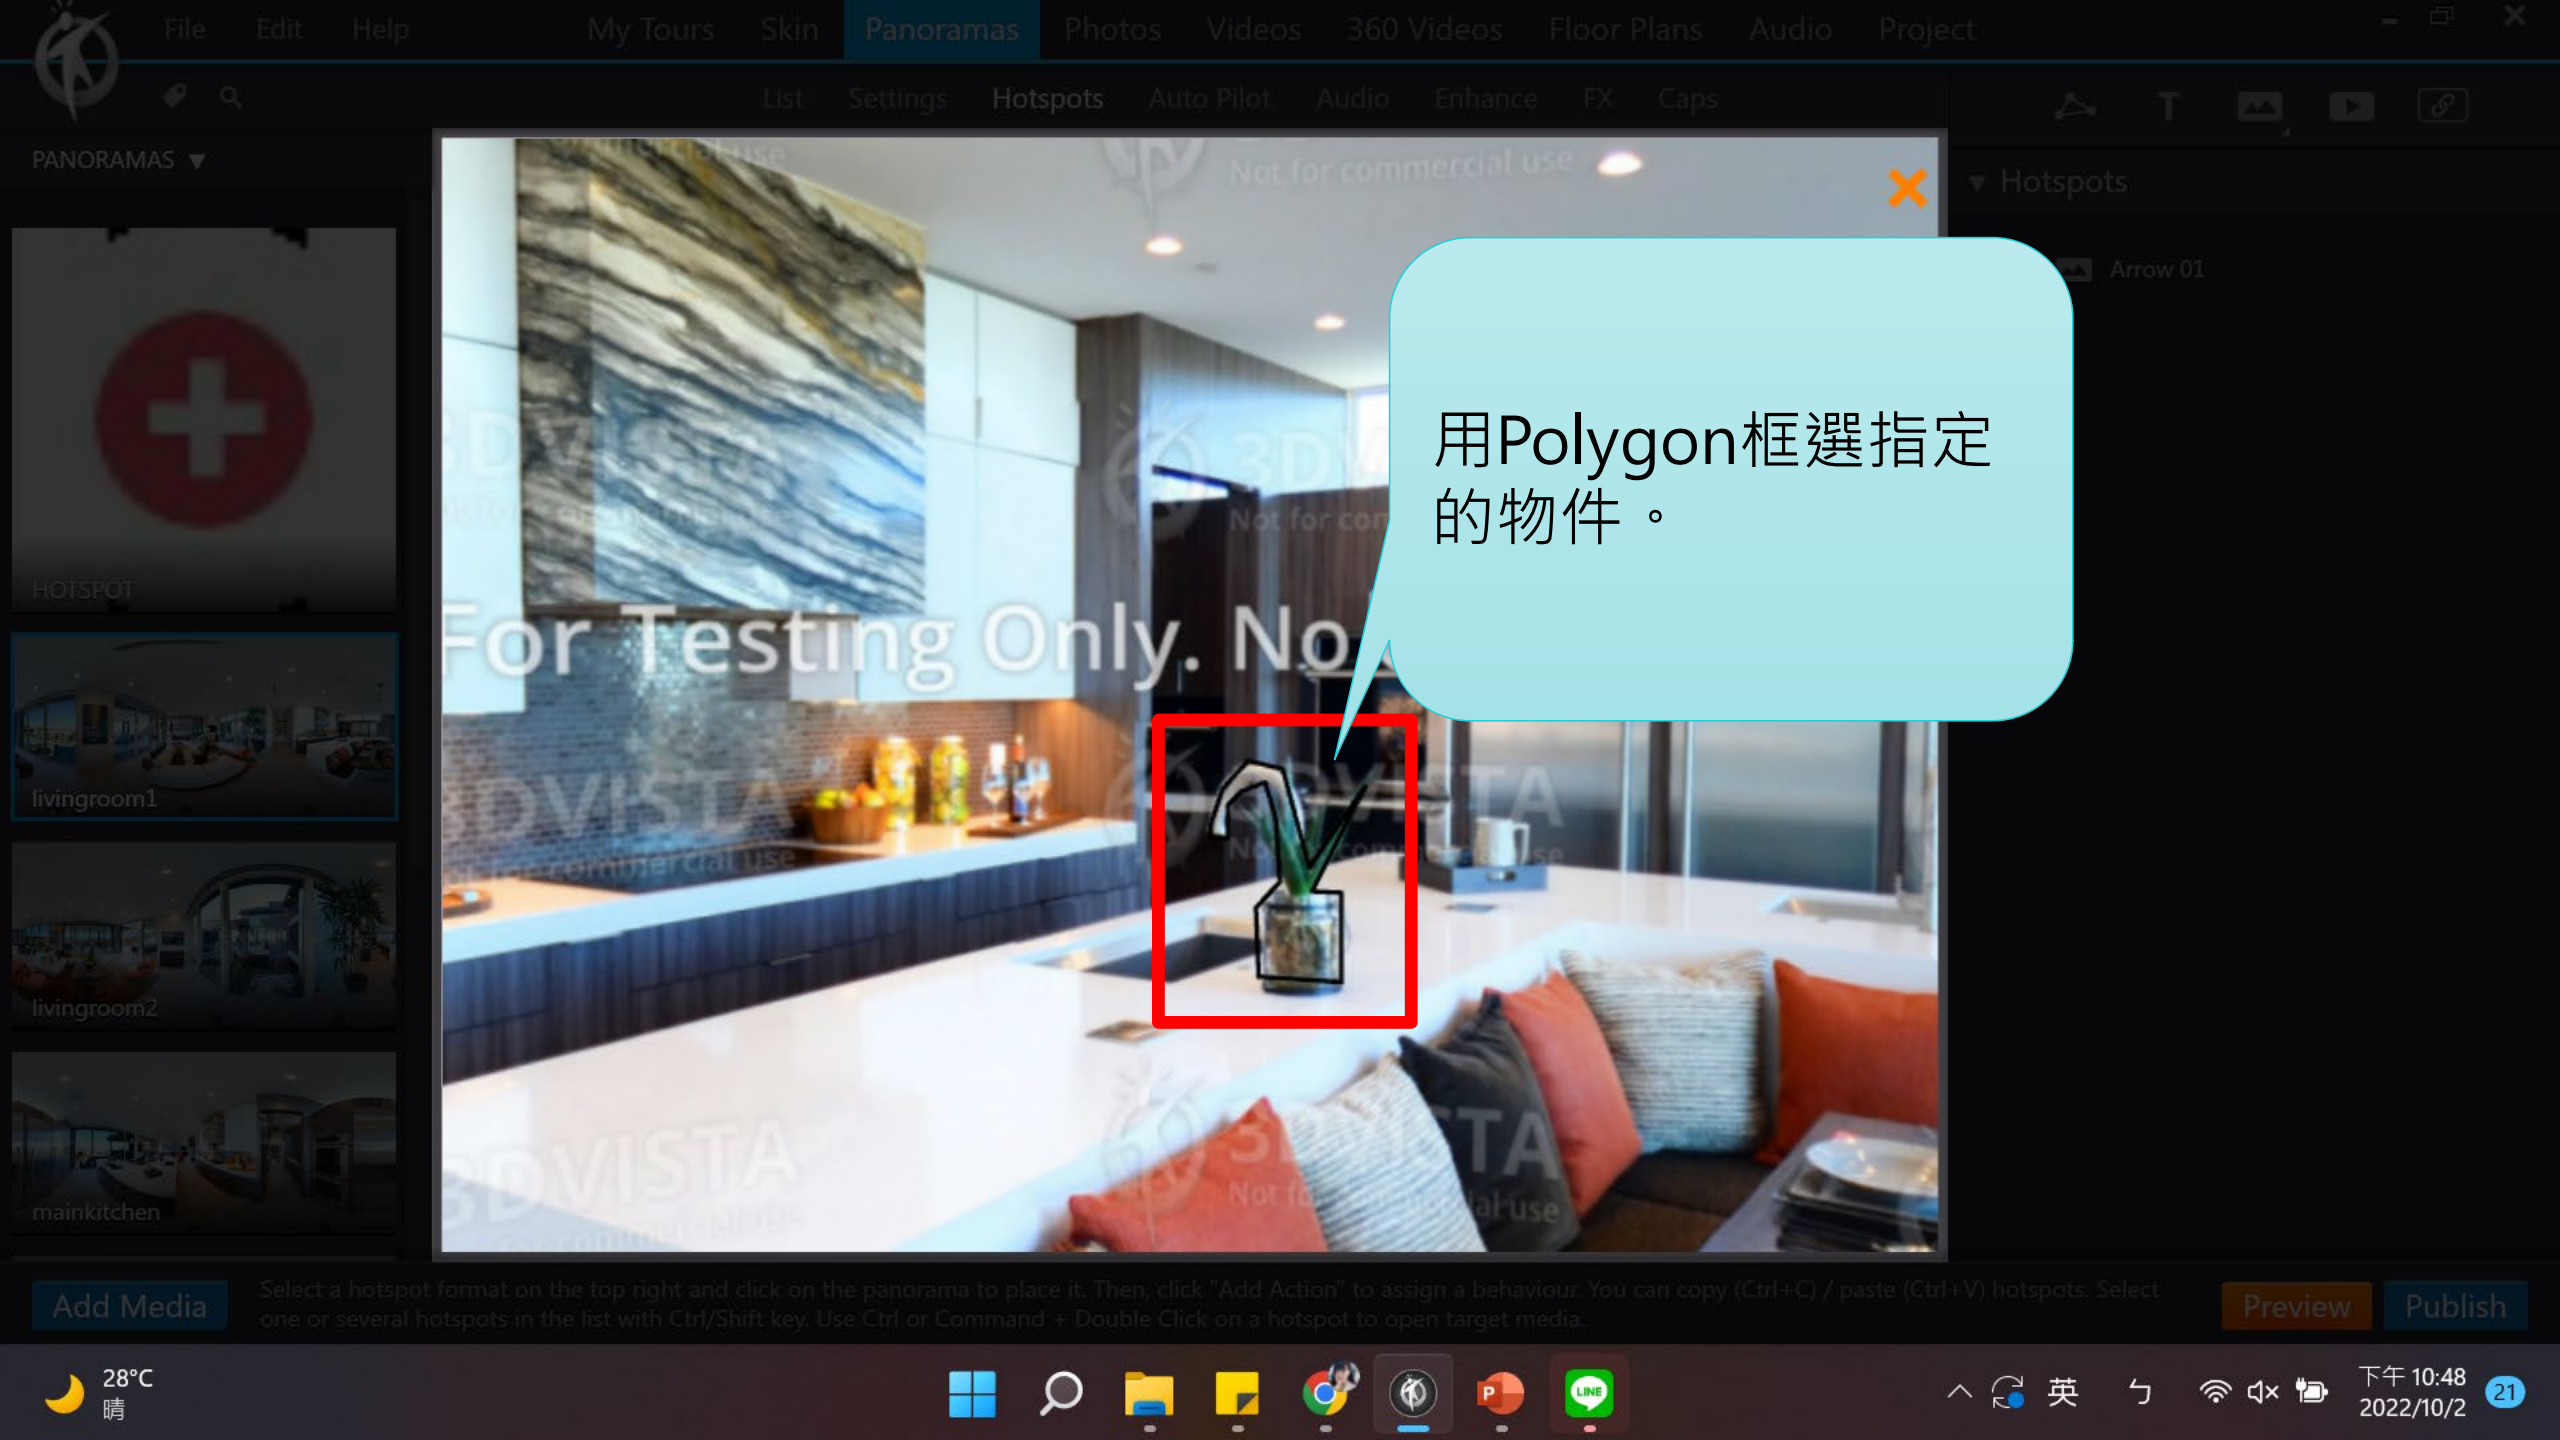 File Edit Help My Tours Skin Panoramas Photos Videos 360 Videos Floor Plans Audio Project
List Settings Hotspots Auto Pilot Audio Enhance FX Caps
PANORAMAS
Hotspots
Arrow 01
HOTSPOT
livingroom1
livingroom2
mainkitchen
Not for commercial use
用Polygon框選指定
的物件。
For Testing Only. No
3DVISTA
3DVISTA
Add Media
Select a hotspot format on the top right and click on the panorama to place it. Then, click "Add Action" to assign a behaviour. You can copy (Ctrl+C) / paste (Ctrl+V) hotspots. Select
one or several hotspots in the list with Ctrl/Shift key. Use Ctrl or Command + Double Click on a hotspot to open target media.
Preview
Publish
28°C
晴
LINE
英
ㄅ
下午 10:48
2022/10/2
21